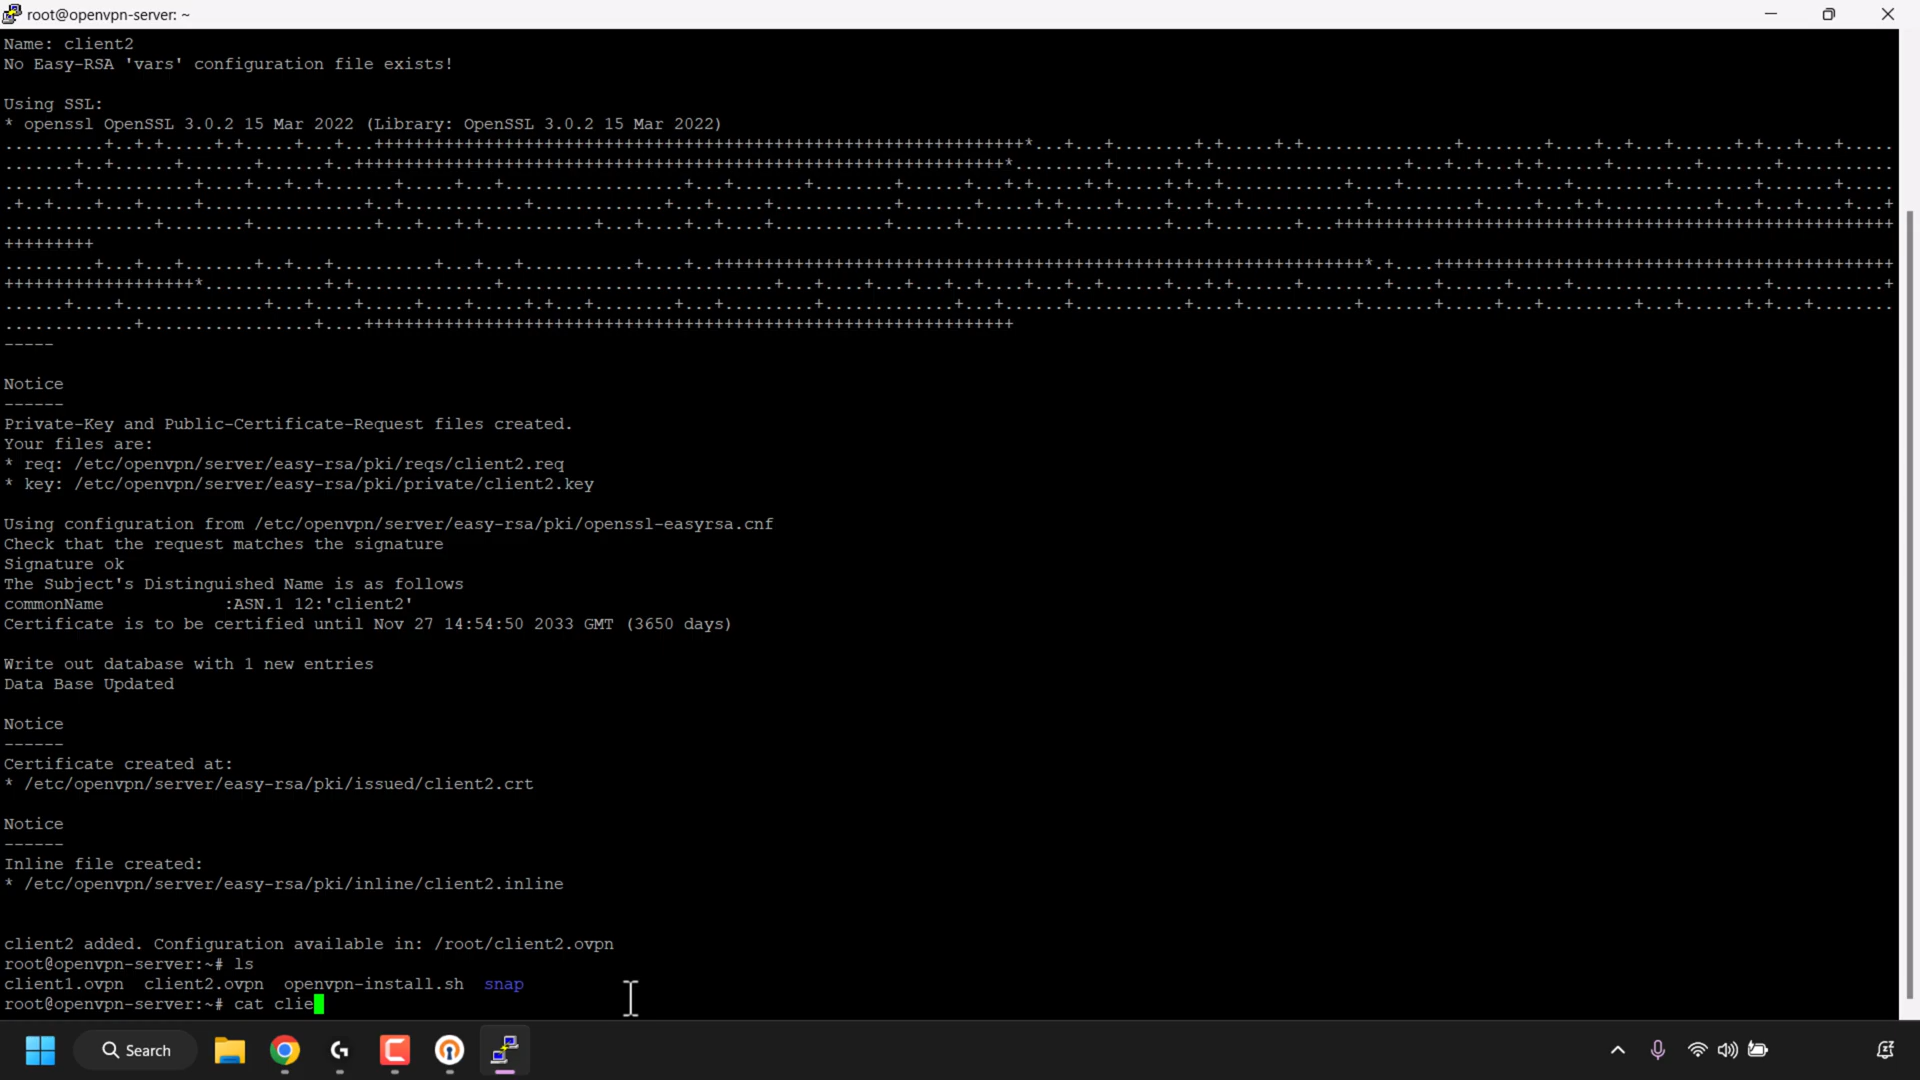 root@openvpn-server: ~
Name: client2
No Easy-RSA 'vars' configuration file exists!
Using SSL:
* openssl OpenSSL 3.0.2 15 Mar 2022 (Library: OpenSSL 3.0.2 15 Mar 2022)
-----
Notice
------
Private-Key and Public-Certificate-Request files created.
Your files are:
* req: /etc/openvpn/server/easy-rsa/pki/reqs/client2.req
* key: /etc/openvpn/server/easy-rsa/pki/private/client2.key
Using configuration from /etc/openvpn/server/easy-rsa/pki/openssl-easyrsa.cnf
Check that the request matches the signature
Signature ok
The Subject's Distinguished Name is as follows
commonName            :ASN.1 12:'client2'
Certificate is to be certified until Nov 27 14:54:50 2033 GMT (3650 days)
Write out database with 1 new entries
Data Base Updated
Notice
------
Certificate created at:
* /etc/openvpn/server/easy-rsa/pki/issued/client2.crt
Notice
------
Inline file created:
* /etc/openvpn/server/easy-rsa/pki/inline/client2.inline
client2 added. Configuration available in: /root/client2.ovpn
root@openvpn-server:~# ls
client1.ovpn  client2.ovpn  openvpn-install.sh  snap
root@openvpn-server:~# cat clie
Search